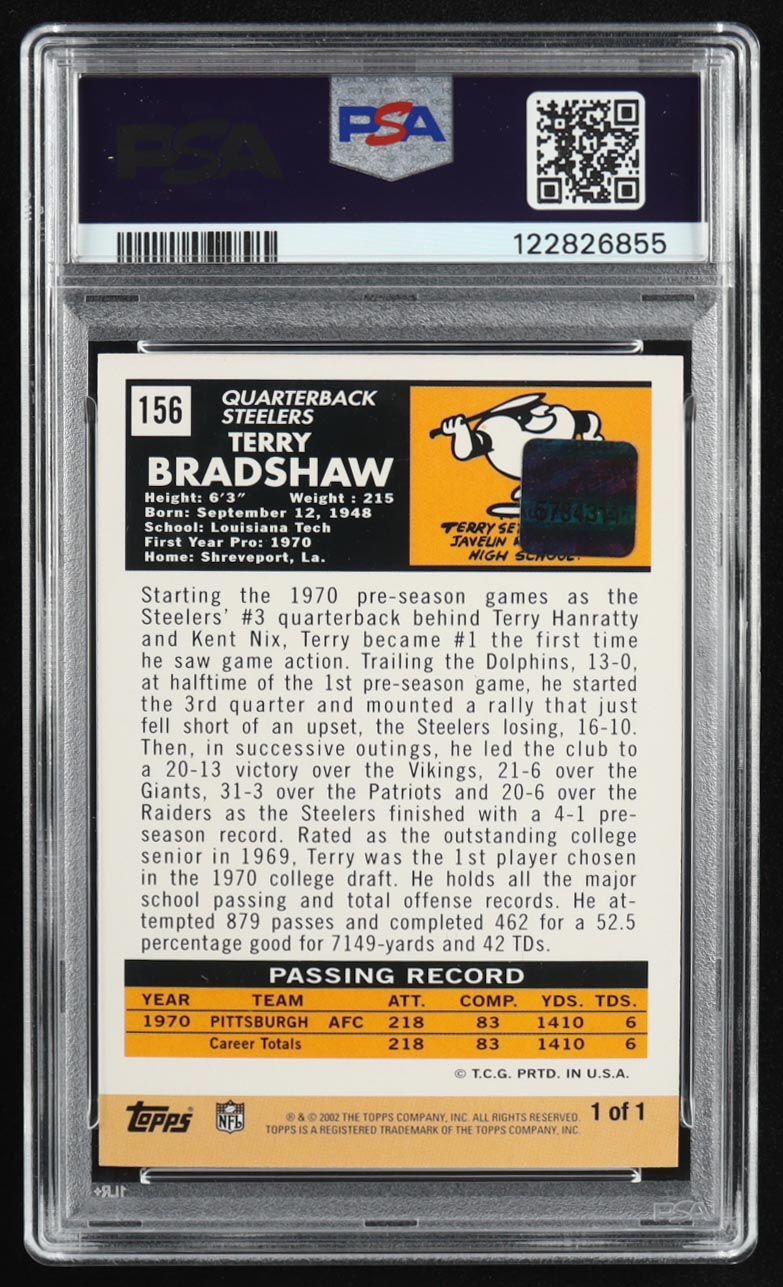 PSA
PSA
122826855
156
QUARTERBACK
STEELERS
TERRY
BRADSHAW
Height: 6'3" Weight : 215
Born: September 12, 1948
School: Louisiana Tech
First Year Pro: 1970
Home: Shreveport, La.
TERRY
JAVELIN
HIGH SCHOOL.
Starting the 1970 pre-season games as the
Steelers' #3 quarterback behind Terry Hanratty
and Kent Nix, Terry became #1 the first time
he saw game action. Trailing the Dolphins, 13-0,
at halftime of the 1st pre-season game, he started
the 3rd quarter and mounted a rally that just
fell short of an upset, the Steelers losing, 16-10.
Then, in successive outings, he led the club to
a 20-13 victory over the Vikings, 21-6 over the
Giants, 31-3 over the Patriots and 20-6 over the
Raiders as the Steelers finished with a 4-1 pre-
season record. Rated as the outstanding college
senior in 1969, Terry was the 1st player chosen
in the 1970 college draft. He holds all the major
school passing and total offense records. He at-
tempted 879 passes and completed 462 for a 52.5
percentage good for 7149-yards and 42 TDs.
PASSING RECORD
YEAR TEAM ATT. COMP. YDS. TDS.
1970 PITTSBURGH AFC 218 83 1410 6
Career Totals 218 83 1410 6
© T.C.G. PRTD. IN U.S.A.
Topps NFL ® & © 2002 THE TOPPS COMPANY, INC. ALL RIGHTS RESERVED. 1 of 1
TOPPS IS A REGISTERED TRADEMARK OF THE TOPPS COMPANY, INC.
PSA